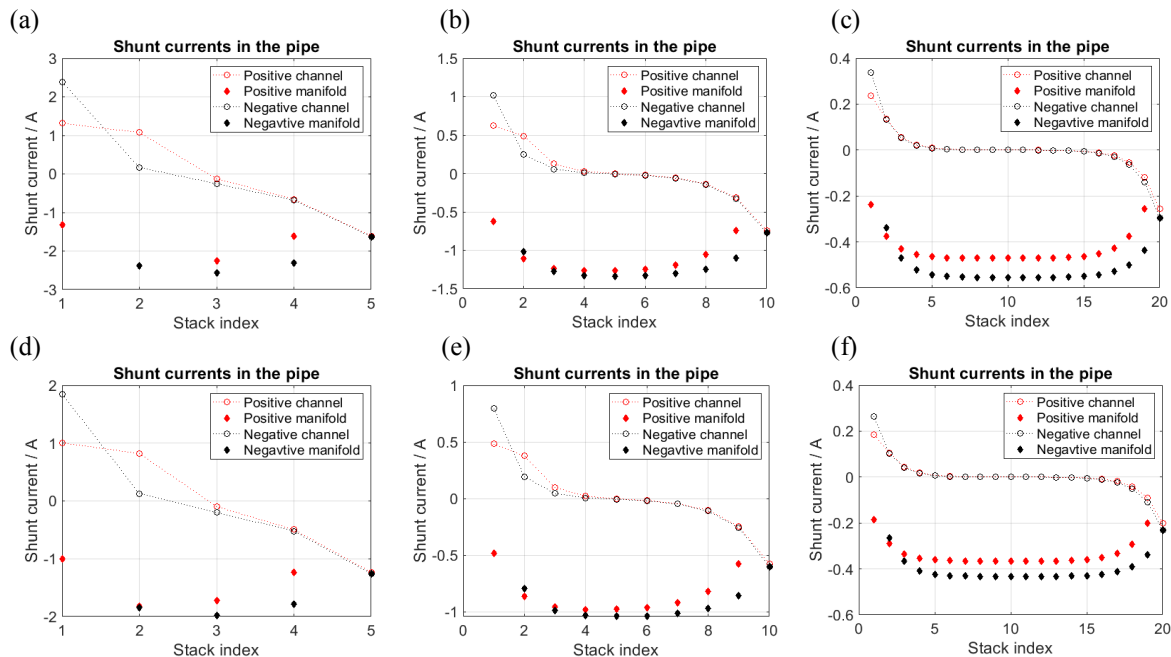 (a)
Shunt currents in the pipe
Shunt current / A
3
2
1
0
-1
-2
-3
1
2
3
4
5
Stack index
Positive channel
Positive manifold
Negative channel
Negavtive manifold
(b)
Shunt currents in the pipe
Shunt current / A
1
0.5
0
-0.5
-1
-1.5
0
2
4
6
8
10
Stack index
Positive channel
Positive manifold
Negative channel
Negavtive manifold
(c)
Shunt currents in the pipe
Shunt current / A
0.4
0.2
0
-0.2
-0.4
-0.6
0
5
10
15
20
Stack index
Positive channel
Positive manifold
Negative channel
Negavtive manifold
(d)
Shunt currents in the pipe
Shunt current / A
2
1
0
-1
-2
1
2
3
4
5
Stack index
Positive channel
Positive manifold
Negative channel
Negavtive manifold
(e)
Shunt currents in the pipe
Shunt current / A
1
0.5
0
-0.5
-1
0
2
4
6
8
10
Stack index
Positive channel
Positive manifold
Negative channel
Negavtive manifold
(f)
Shunt currents in the pipe
Shunt current / A
0.4
0.2
0
-0.2
-0.4
-0.6
0
5
10
15
20
Stack index
Positive channel
Positive manifold
Negative channel
Negavtive manifold